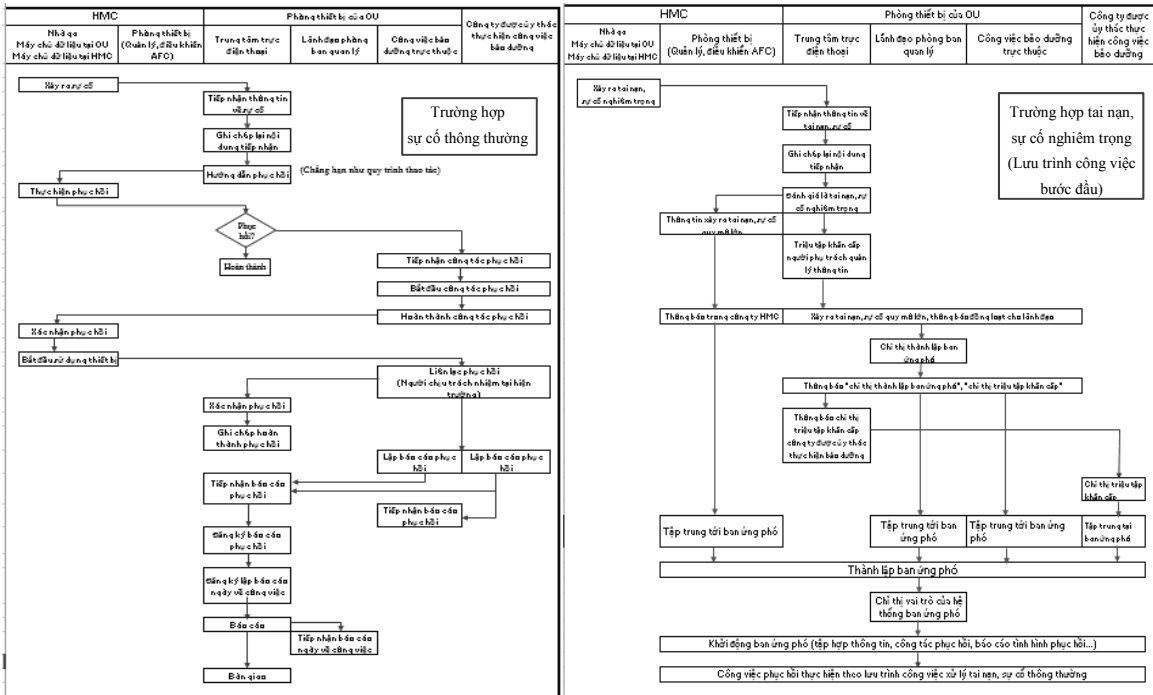 HMC
Phòng thiết bị của OU
Công ty được ủy thác
thực hiện công việc
bảo dưỡng
Nhà ga
Máy chủ dữ liệu tại OU
Máy chủ dữ liệu tại HMC
Phòng thiết bị
(Quản lý, điều khiển
AFC)
Trung tâm trực
điện thoại
Lãnh đạo phòng
ban quản lý
Công việc bảo
dưỡng trực thuộc
Xảy ra sự cố
Tiếp nhận thông tin
về sự cố
Trường hợp
sự cố thông thường
Ghi chép lại nội
dung tiếp nhận
Hướng dẫn phục hồi
(Chẳng hạn như quy trình thao tác)
Thực hiện phục hồi
Phục
hồi?
Hoàn thành
Tiếp nhận công tác phục hồi
Bắt đầu công tác phục hồi
Hoàn thành công tác phục hồi
Xác nhận phục hồi
Bắt đầu sử dụng thiết bị
Liên lạc phục hồi
(Người chịu trách nhiệm tại hiện
trường)
Xác nhận phục hồi
Ghi chép hoàn
thành phục hồi
Lập báo cáo phục
hồi
Lập báo cáo phục
hồi
Tiếp nhận báo cáo
phục hồi
Tiếp nhận báo cáo
phục hồi
Đăng ký báo cáo
phục hồi
Đăng ký lập báo cáo
ngày về công việc
Báo cáo
Tiếp nhận báo cáo
ngày về công việc
Bàn giao
HMC
Phòng thiết bị của OU
Công ty được
ủy thác thực
hiện công việc
bảo dưỡng
Nhà ga
Máy chủ dữ liệu tại OU
Máy chủ dữ liệu tại HMC
Phòng thiết bị
(Quản lý, điều khiển AFC)
Trung tâm trực
điện thoại
Lãnh đạo phòng ban
quản lý
Công việc bảo dưỡng
trực thuộc
Xảy ra tai nạn,
sự cố nghiêm trọng
Tiếp nhận thông tin về
tai nạn, sự cố
Trường hợp tai nạn,
sự cố nghiêm trọng
(Lưu trình công việc
bước đầu)
Ghi chép lại nội dung
tiếp nhận
Đánh giá là tai nạn, sự
cố nghiêm trọng
Thông tin xảy ra tai nạn, sự cố
quy mô lớn
Triệu tập khẩn cấp
người phụ trách quản
lý thông tin
Thông báo trong công ty HMC
Xảy ra tai nạn, sự cố quy mô lớn, thông báo đồng loạt cho lãnh đạo
Chỉ thị thành lập ban
ứng phó
Thông báo "chỉ thị thành lập ban ứng phó", "chỉ thị triệu tập khẩn cấp"
Thông báo chỉ thị
triệu tập khẩn cấp
công ty được ủy thác
thực hiện bảo dưỡng
Chỉ thị triệu tập
khẩn cấp
Tập trung tới ban ứng phó
Tập trung tới ban
ứng phó
Tập trung tới ban ứng
phó
Tập trung tại
ban ứng phó
Thành lập ban ứng phó
Chỉ thị vai trò của hệ
thống ban ứng phó
Khởi động ban ứng phó (tập hợp thông tin, công tác phục hồi, báo cáo tình hình phục hồi...)
Công việc phục hồi thực hiện theo lưu trình công việc xử lý tai nạn, sự cố thông thường